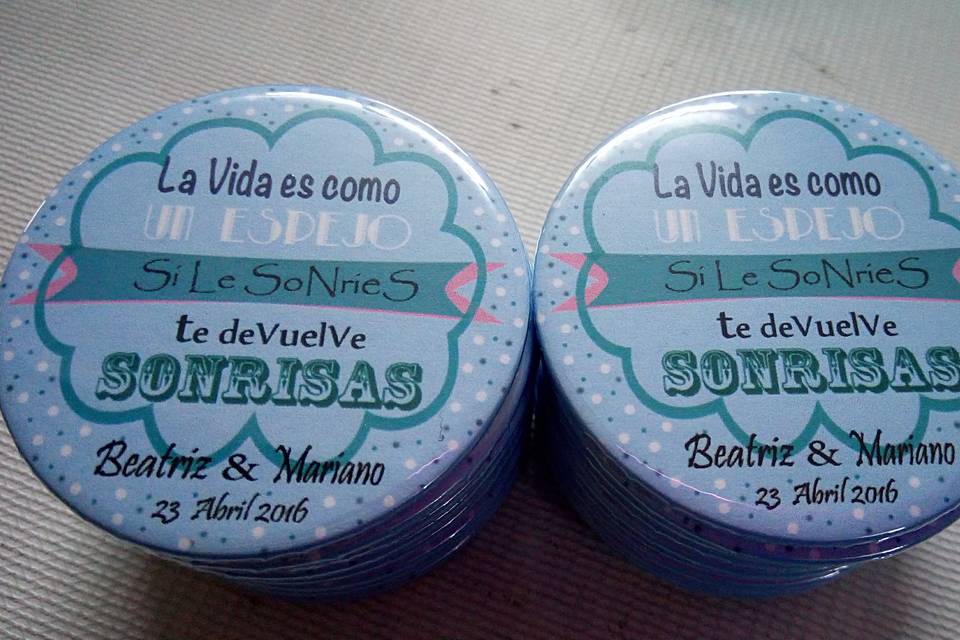 La Vida es como
UN ESPEJO
Si Le SoNrieS
te deVuelVe
SONRISAS
Beatriz & Mariano
23 Abril 2016
La Vida es como
UN ESPEJO
Si Le SoNrieS
te deVuelVe
SONRISAS
Beatriz & Mariano
23 Abril 2016